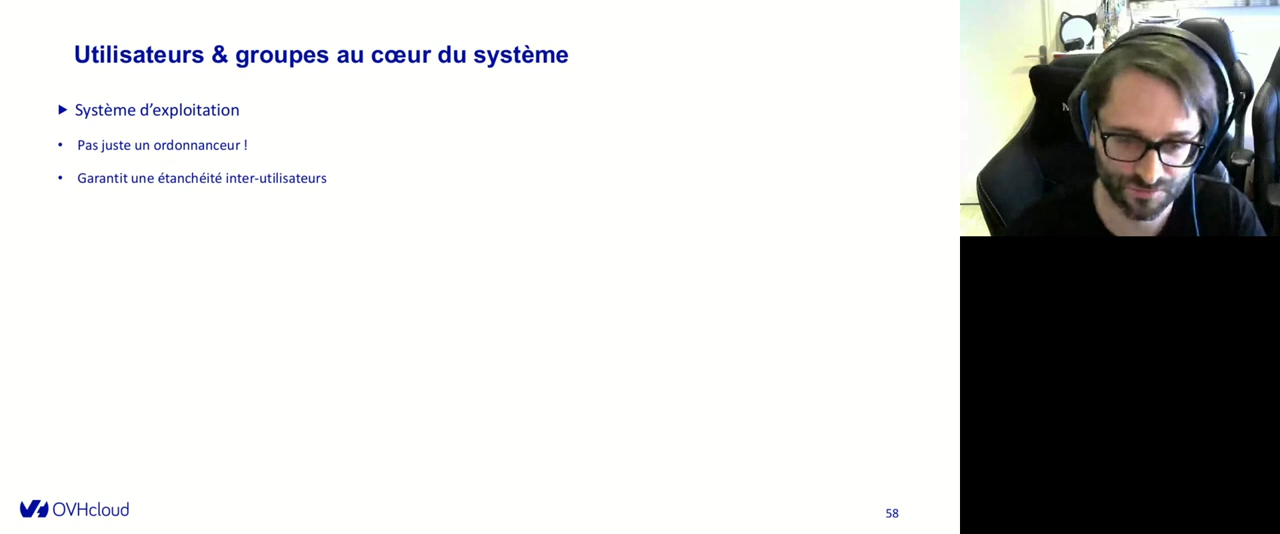 Utilisateurs & groupes au cœur du système
▶ Système d’exploitation
• Pas juste un ordonnanceur !
• Garantit une étanchéité inter-utilisateurs
OVHcloud
58